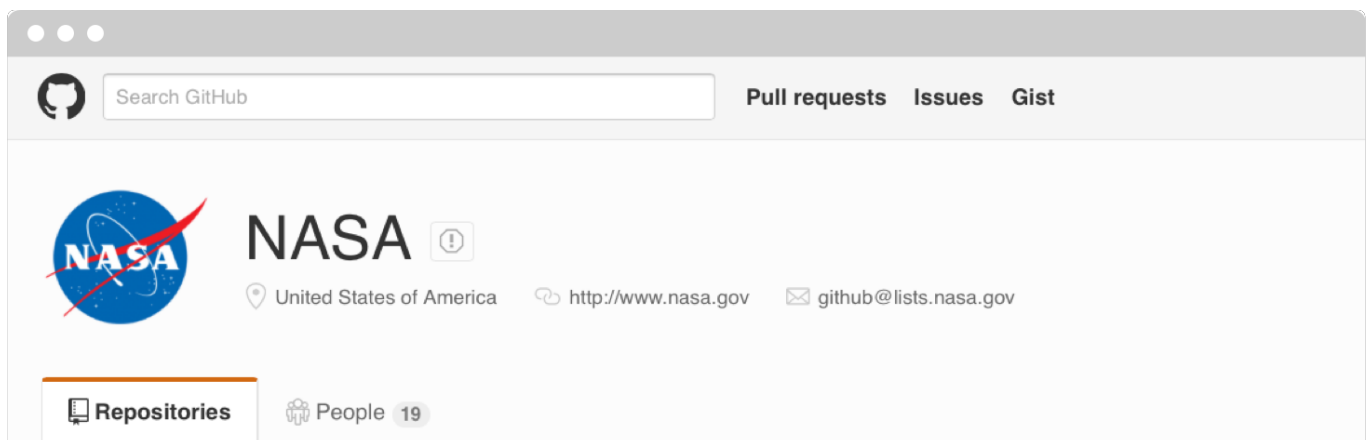 Search GitHub Pull requests Issues Gist
NASA
NASA
United States of America http://www.nasa.gov github@lists.nasa.gov
Repositories People 19